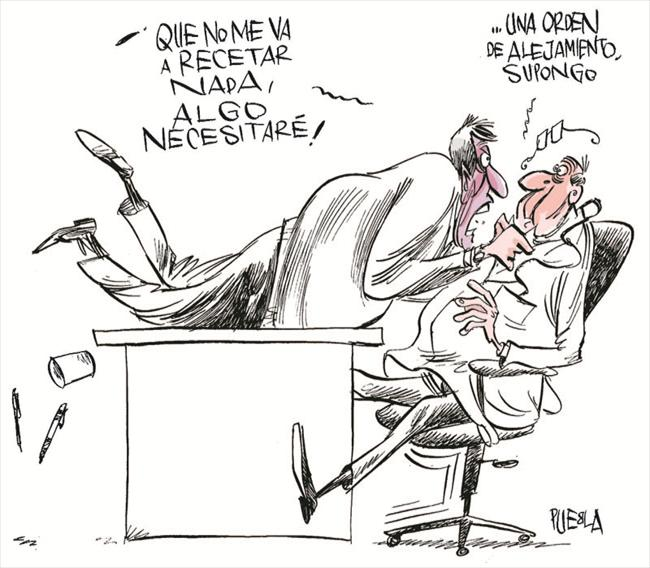 QUE NO ME VA
A RECETAR
NADA,
ALGO
NECESITARÉ!
...UNA ORDEN
DE ALEJAMIENTO,
SUPONGO
PUEBLA